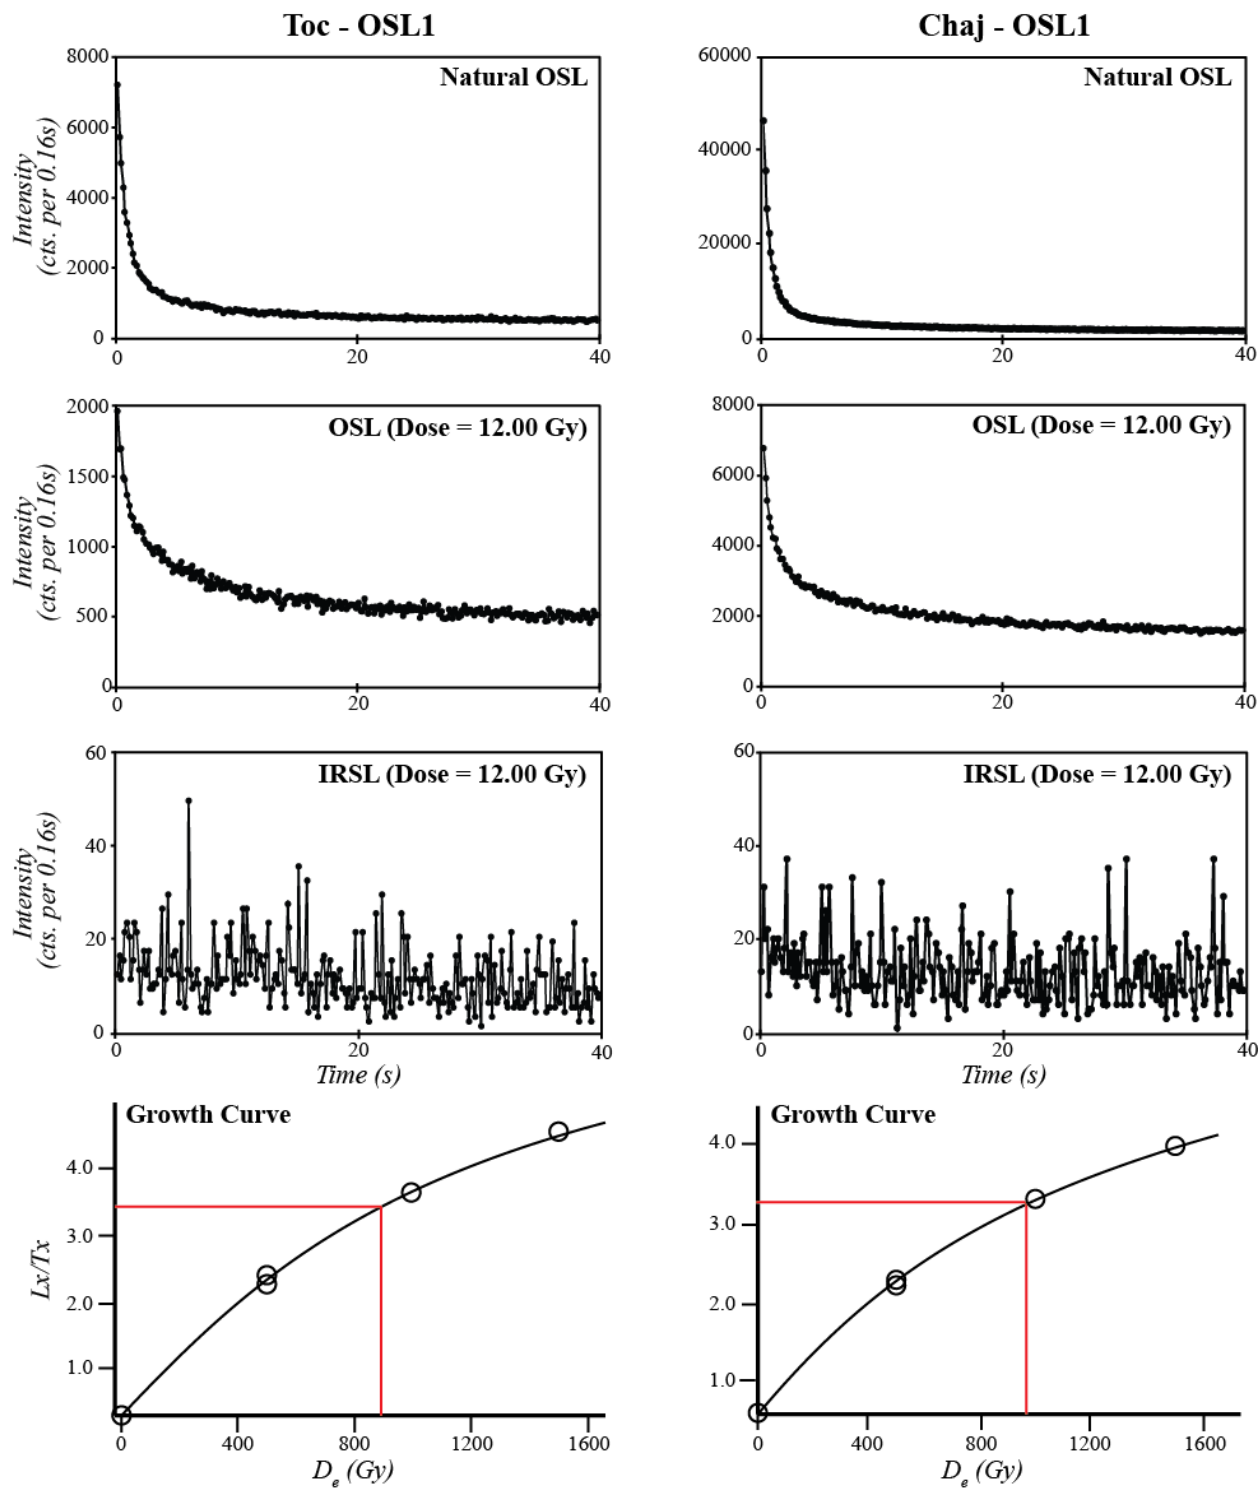 Toc - OSL1
Natural OSL
Intensity
(cts. per 0.16s)
8000
6000
4000
2000
0
0 20 40
OSL (Dose = 12.00 Gy)
Intensity
(cts. per 0.16s)
2000
1500
1000
500
0
0 20 40
IRSL (Dose = 12.00 Gy)
Intensity
(cts. per 0.16s)
60
40
20
0
0 20 40
Time (s)
Growth Curve
Lx/Tx
4.0
3.0
2.0
1.0
0 400 800 1200 1600
De (Gy)
Chaj - OSL1
Natural OSL
60000
40000
20000
0
0 20 40
OSL (Dose = 12.00 Gy)
8000
6000
4000
2000
0
0 20 40
IRSL (Dose = 12.00 Gy)
60
40
20
0
0 20 40
Time (s)
Growth Curve
4.0
3.0
2.0
1.0
0 400 800 1200 1600
De (Gy)